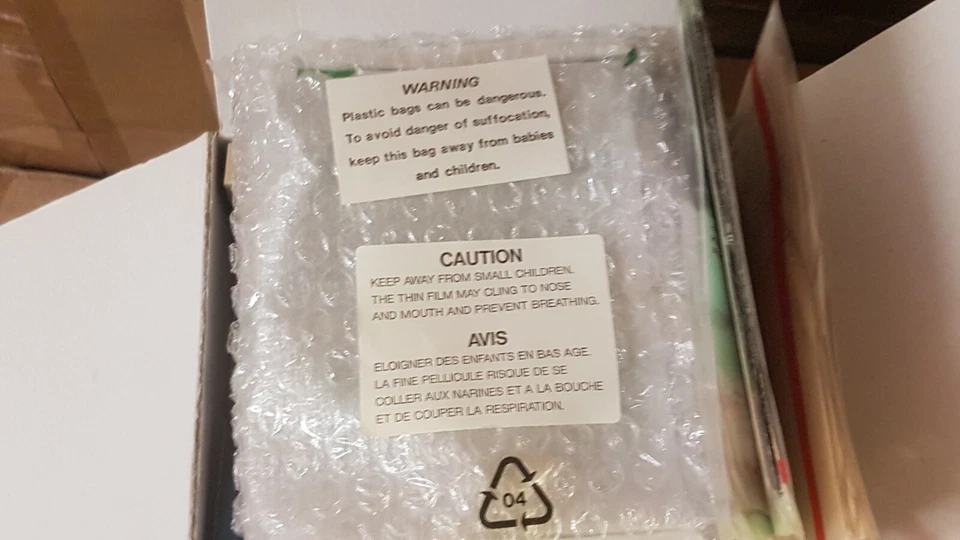 WARNING
Plastic bags can be dangerous.
To avoid danger of suffocation,
keep this bag away from babies
and children.
CAUTION
KEEP AWAY FROM SMALL CHILDREN.
THE THIN FILM MAY CLING TO NOSE
AND MOUTH AND PREVENT BREATHING.
AVIS
ELOIGNER DES ENFANTS EN BAS AGE.
LA FINE PELLICULE RISQUE DE SE
COLLER AUX NARINES ET A LA BOUCHE
ET DE COUPER LA RESPIRATION.
04